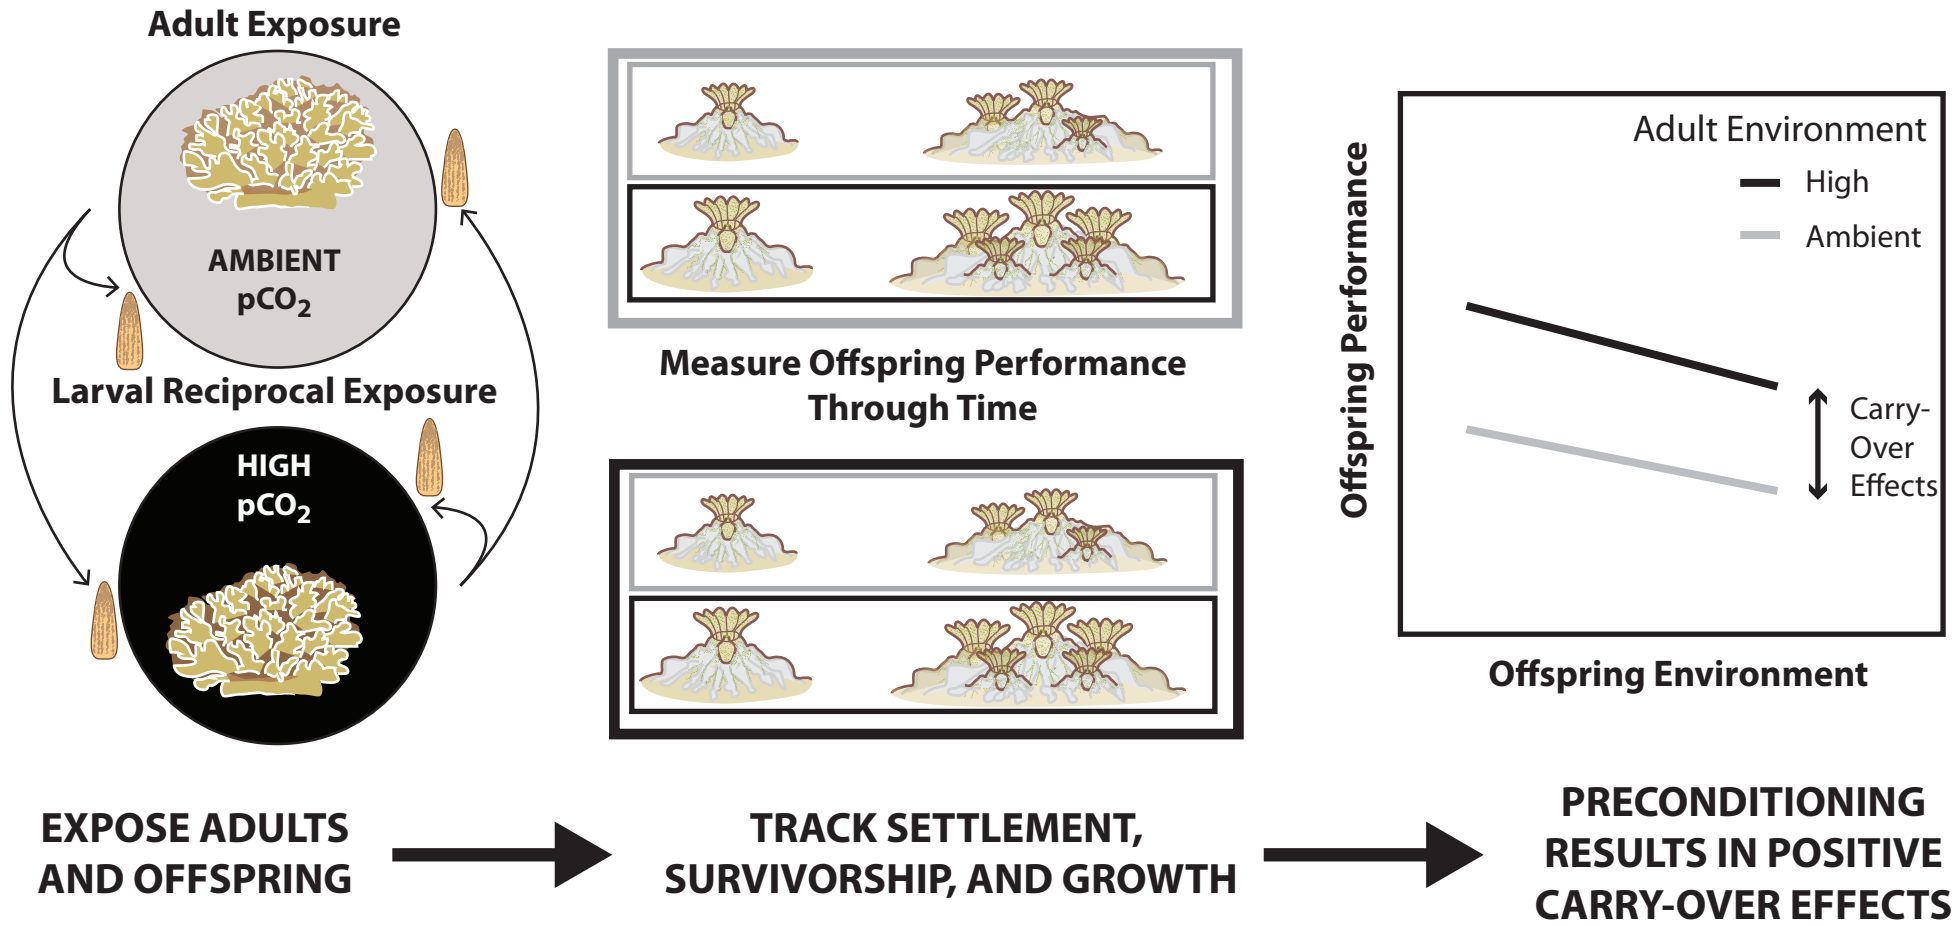 Adult Exposure
AMBIENT
pCO2
Larval Reciprocal Exposure
HIGH
pCO2
Measure Offspring Performance
Through Time
Offspring Performance
Adult Environment
High
Ambient
Carry-
Over
Effects
Offspring Environment
EXPOSE ADULTS
AND OFFSPRING
TRACK SETTLEMENT,
SURVIVORSHIP, AND GROWTH
PRECONDITIONING
RESULTS IN POSITIVE
CARRY-OVER EFFECTS